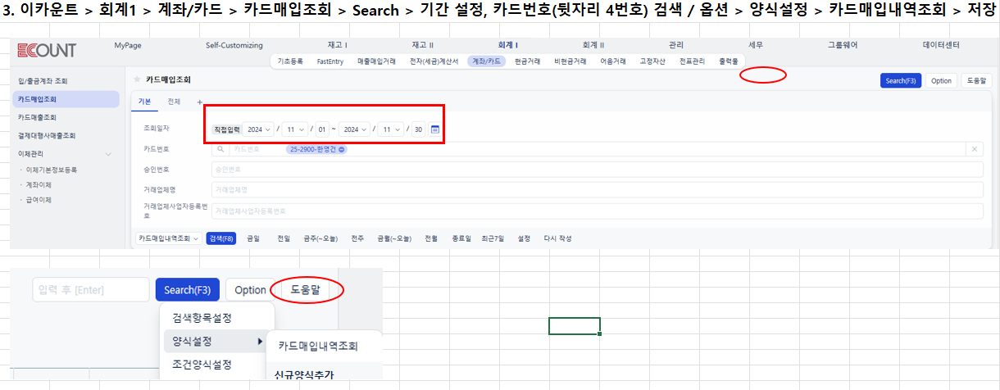 3. 이카운트 > 회계1 > 계좌/카드 > 카드매입조회 > Search > 기간 설정, 카드번호(뒷자리 4번호) 검색 / 옵션 > 양식설정 > 카드매입내역조회 > 저장
ECOUNT
MyPage Self-Customizing 재고 I 재고 II 회계 I 회계 II 관리 세무 그룹웨어 데이터센터
기초등록 FastEntry 매출매입거래 전자(세금)계산서 계좌/카드 현금거래 비현금거래 어음거래 고정자산 전표관리 출력물
입/출금계좌 조회
카드매입조회
카드매출조회
결제대행사매출조회
이체관리
· 이체기본정보등록
· 계좌이체
· 급여이체
카드매입조회 Search(F3) Option 도움말
기본 전체 +
조회일자 직접입력 2024 / 11 / 01 ~ 2024 / 11 / 30
카드번호 카드번호 25-2900-한영건
승인번호 승인번호
거래업체명 거래업체명
거래업체사업자등록번호 거래업체사업자등록번호
카드매입내역조회 검색(F8) 금일 전일 금주(~오늘) 전주 금월(~오늘) 전월 종료일 최근7일 설정 다시 작성
입력 후 [Enter] Search(F3) Option 도움말
검색항목설정
양식설정
카드매입내역조회
조건양식설정
신규양식추가